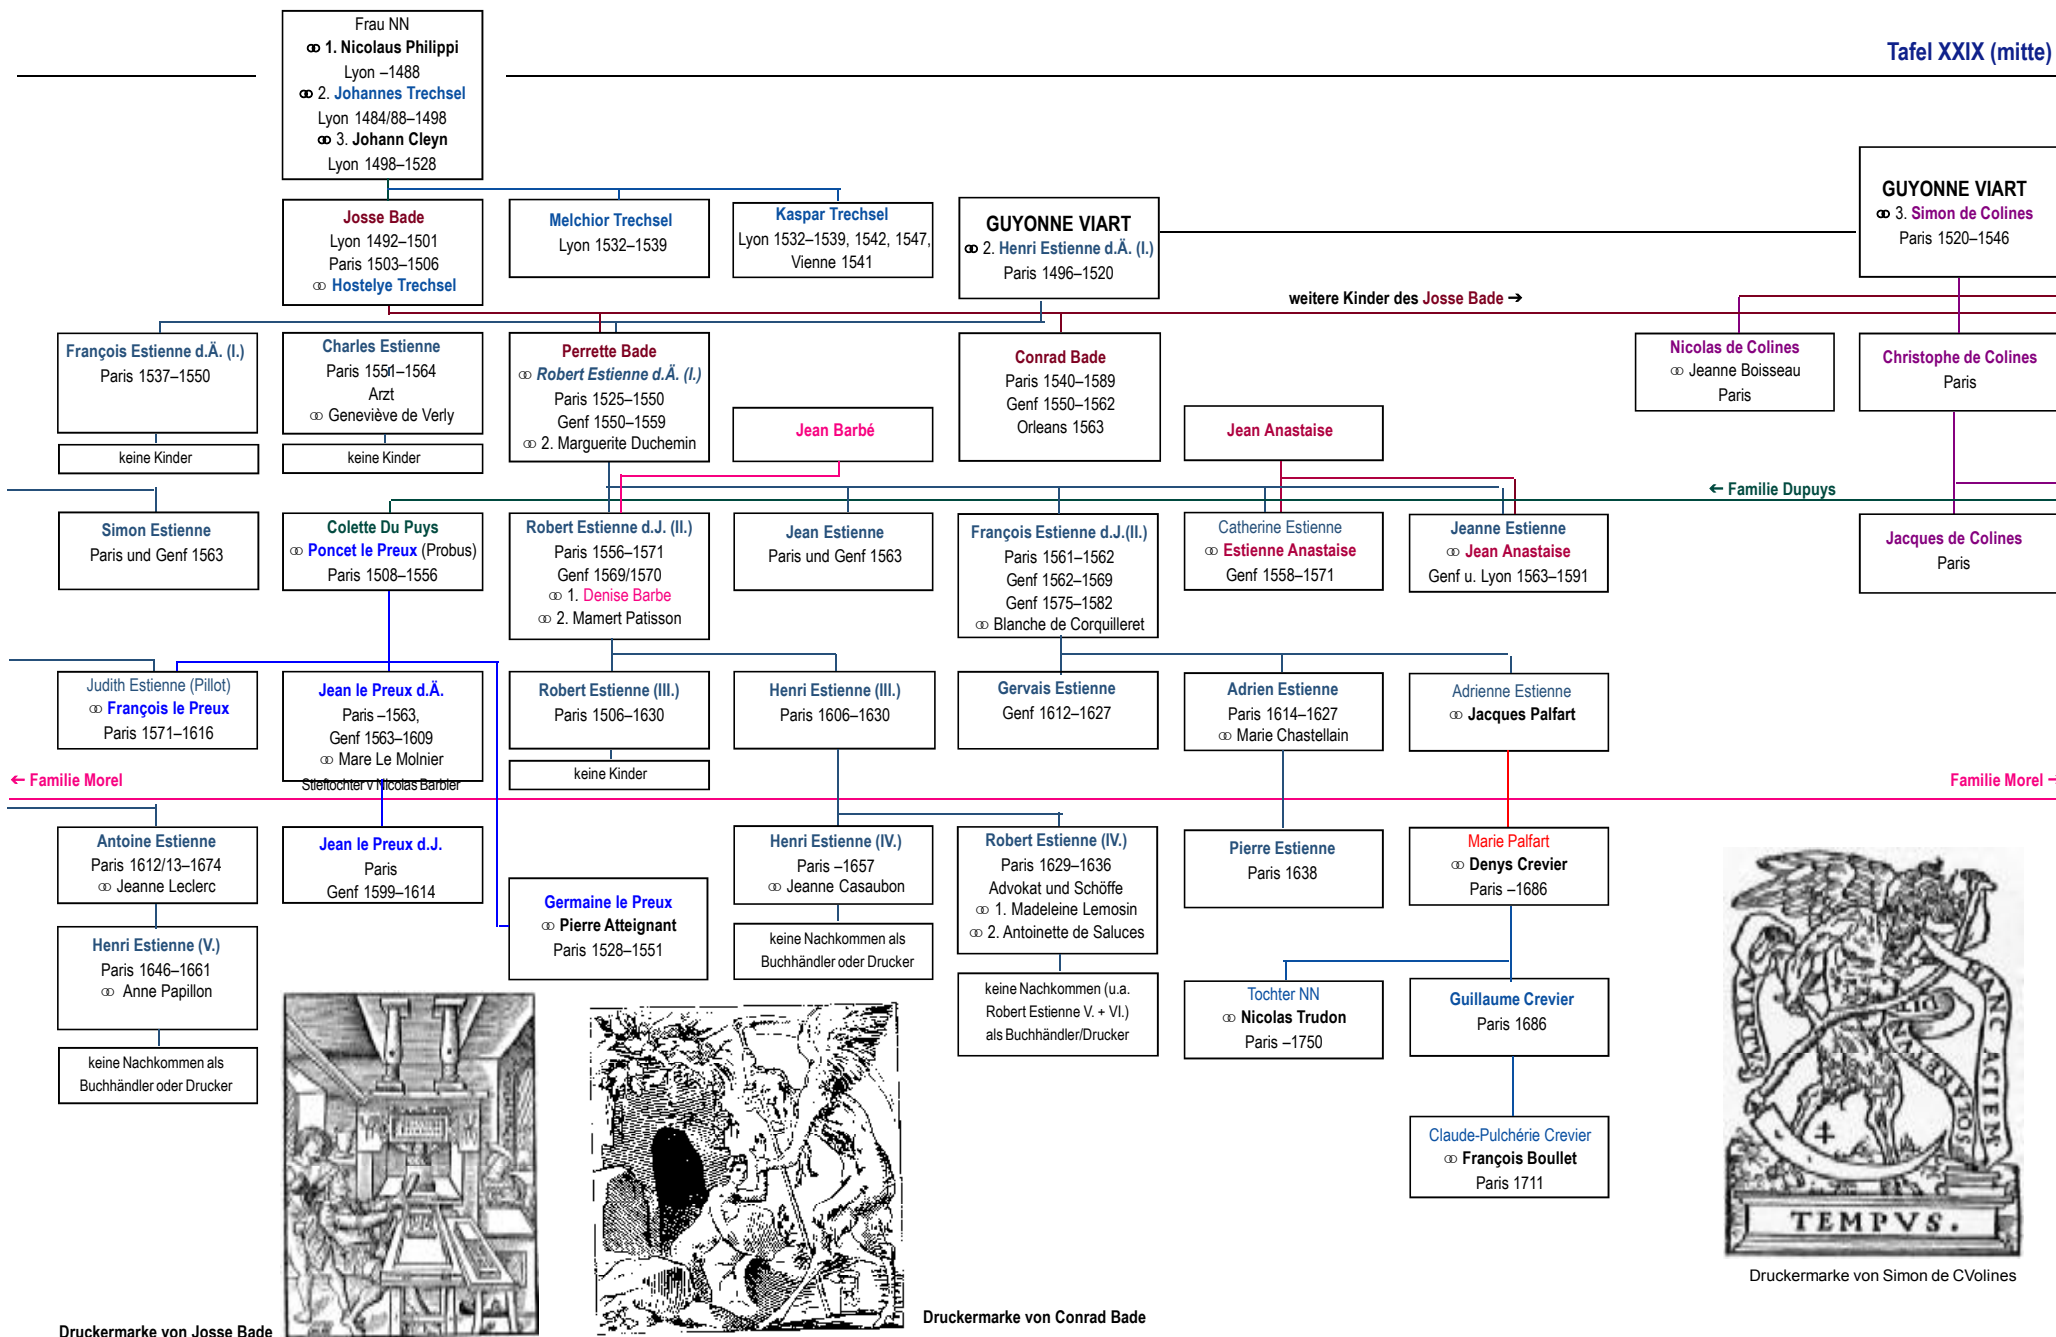 Tafel XXIX (mitte)
Frau NN
⚭ 1. Nicolaus Philippi
Lyon –1488
⚭ 2. Johannes Trechsel
Lyon 1484/88–1498
⚭ 3. Johann Cleyn
Lyon 1498–1528
Josse Bade
Lyon 1492–1501
Paris 1503–1506
⚭ Hostelye Trechsel
Melchior Trechsel
Lyon 1532–1539
Kaspar Trechsel
Lyon 1532–1539, 1542, 1547,
Vienne 1541
GUYONNE VIART
⚭ 2. Henri Estienne d.Ä. (I.)
Paris 1496–1520
GUYONNE VIART
⚭ 3. Simon de Colines
Paris 1520–1546
weitere Kinder des Josse Bade →
François Estienne d.Ä. (I.)
Paris 1537–1550
keine Kinder
Charles Estienne
Paris 1551–1564
Arzt
⚭ Geneviève de Verly
keine Kinder
Perrette Bade
⚭ Robert Estienne d.Ä. (I.)
Paris 1525–1550
Genf 1550–1559
⚭ 2. Marguerite Duchemin
Jean Barbé
Conrad Bade
Paris 1540–1589
Genf 1550–1562
Orleans 1563
Jean Anastaise
Nicolas de Colines
⚭ Jeanne Boisseau
Paris
Christophe de Colines
Paris
← Familie Dupuys
Simon Estienne
Paris und Genf 1563
Colette Du Puys
⚭ Poncet le Preux (Probus)
Paris 1508–1556
Robert Estienne d.J. (II.)
Paris 1556–1571
Genf 1569/1570
⚭ 1. Denise Barbe
⚭ 2. Mamert Patisson
Jean Estienne
Paris und Genf 1563
François Estienne d.J.(II.)
Paris 1561–1562
Genf 1562–1569
Genf 1575–1582
⚭ Blanche de Corquilleret
Catherine Estienne
⚭ Estienne Anastaise
Genf 1558–1571
Jeanne Estienne
⚭ Jean Anastaise
Genf u. Lyon 1563–1591
Jacques de Colines
Paris
Judith Estienne (Pillot)
⚭ François le Preux
Paris 1571–1616
Jean le Preux d.Ä.
Paris –1563,
Genf 1563–1609
⚭ Mare Le Molnier
Stieftochter v Nicolas Barbier
Robert Estienne (III.)
Paris 1506–1630
keine Kinder
Henri Estienne (III.)
Paris 1606–1630
Gervais Estienne
Genf 1612–1627
Adrien Estienne
Paris 1614–1627
⚭ Marie Chastellain
Adrienne Estienne
⚭ Jacques Palfart
← Familie Morel
Familie Morel →
Antoine Estienne
Paris 1612/13–1674
⚭ Jeanne Leclerc
Jean le Preux d.J.
Paris
Genf 1599–1614
Germaine le Preux
⚭ Pierre Atteignant
Paris 1528–1551
Henri Estienne (IV.)
Paris –1657
⚭ Jeanne Casaubon
keine Nachkommen als
Buchhändler oder Drucker
Robert Estienne (IV.)
Paris 1629–1636
Advokat und Schöffe
⚭ 1. Madeleine Lemosin
⚭ 2. Antoinette de Saluces
keine Nachkommen (u.a.
Robert Estienne V. + VI.)
als Buchhändler/Drucker
Pierre Estienne
Paris 1638
Marie Palfart
⚭ Denys Crevier
Paris –1686
Henri Estienne (V.)
Paris 1646–1661
⚭ Anne Papillon
keine Nachkommen als
Buchhändler oder Drucker
Tochter NN
⚭ Nicolas Trudon
Paris –1750
Guillaume Crevier
Paris 1686
Claude-Pulchérie Crevier
⚭ François Boullet
Paris 1711
VIRTVS
HANC ACIEM
SOLA
TEMPVS.
Druckermarke von Simon de CVolines
Druckermarke von Conrad Bade
Druckermarke von Josse Bade